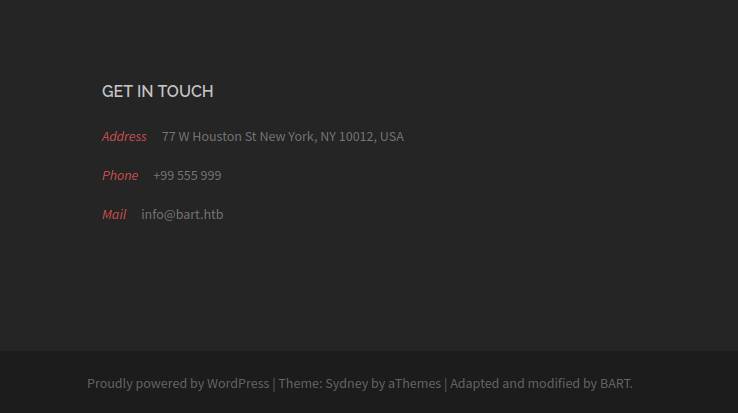 GET IN TOUCH
Address 77 W Houston St New York, NY 10012, USA
Phone +99 555 999
Mail info@bart.htb
Proudly powered by WordPress | Theme: Sydney by aThemes | Adapted and modified by BART.